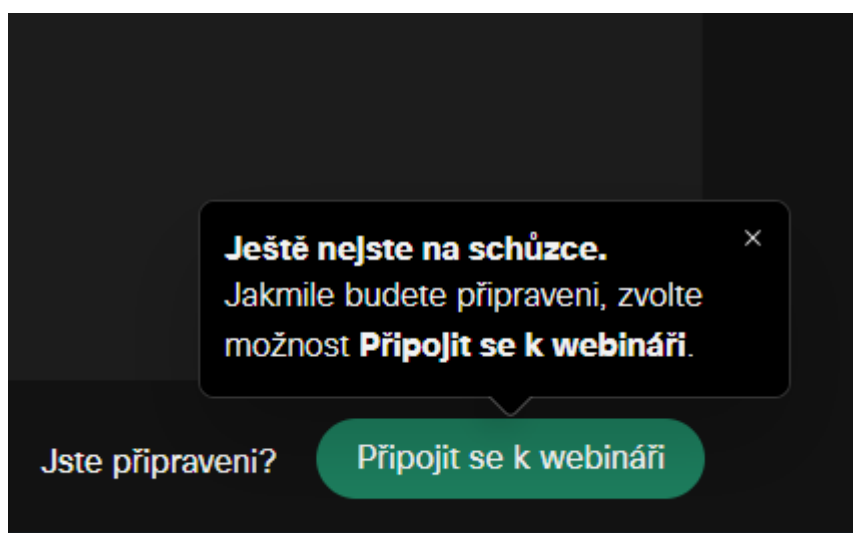 Ještě nejste na schůzce.
Jakmile budete připraveni, zvolte
možnost Připojit se k webináři.
Jste připraveni?
Připojit se k webináři